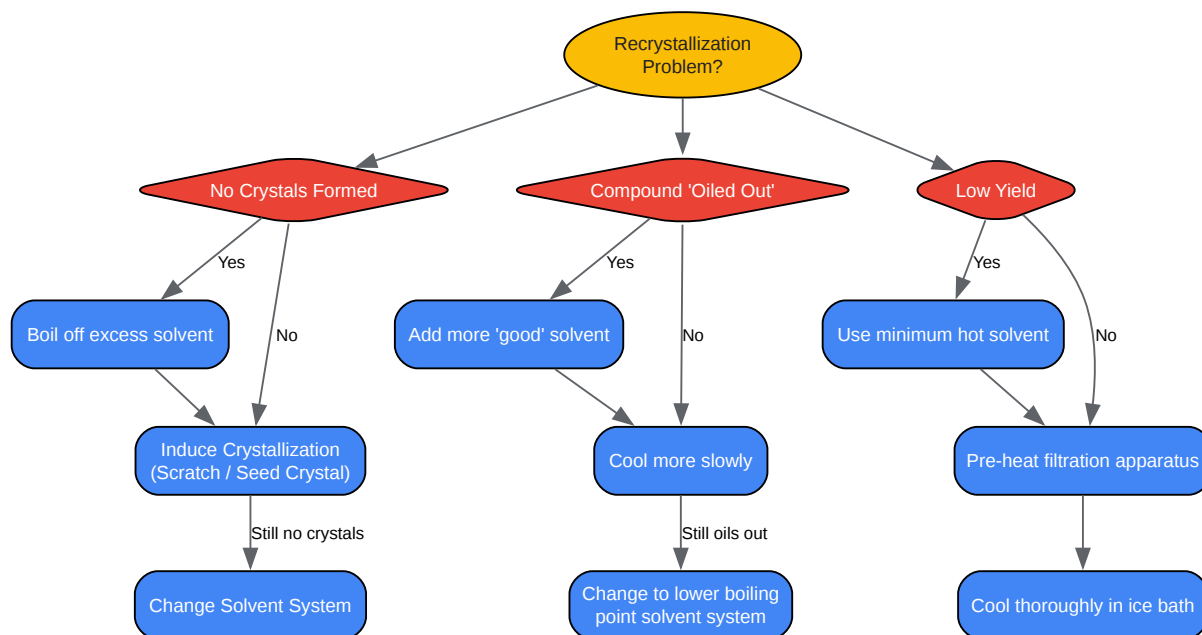 Recrystallization
Problem?
No Crystals Formed
Compound 'Oiled Out'
Low Yield
Yes
Yes
Yes
Boil off excess solvent
No
Add more 'good' solvent
No
Use minimum hot solvent
No
Induce Crystallization
(Scratch / Seed Crystal)
Cool more slowly
Pre-heat filtration apparatus
Still no crystals
Still oils out
Change Solvent System
Change to lower boiling
point solvent system
Cool thoroughly in ice bath